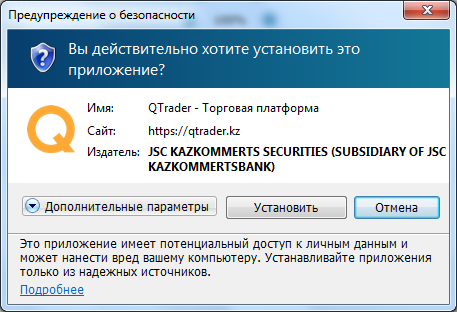 Предупреждение о безопасности
Вы действительно хотите установить это
приложение?
Имя: QTrader - Торговая платформа
Сайт: https://qtrader.kz
Издатель: JSC KAZKOMMERTS SECURITIES (SUBSIDIARY OF JSC
KAZKOMMERTSBANK)
Дополнительные параметры Установить Отмена
Это приложение имеет потенциальный доступ к личным данным и
может нанести вред вашему компьютеру. Устанавливайте приложения
только из надежных источников.
Подробнее